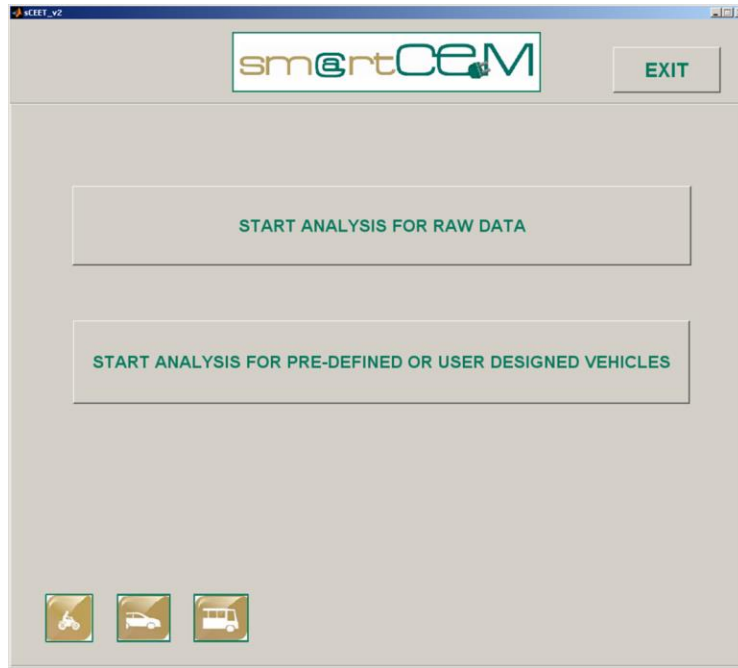 sCEET_v2
sm@rtCEM
EXIT
START ANALYSIS FOR RAW DATA
START ANALYSIS FOR PRE-DEFINED OR USER DESIGNED VEHICLES